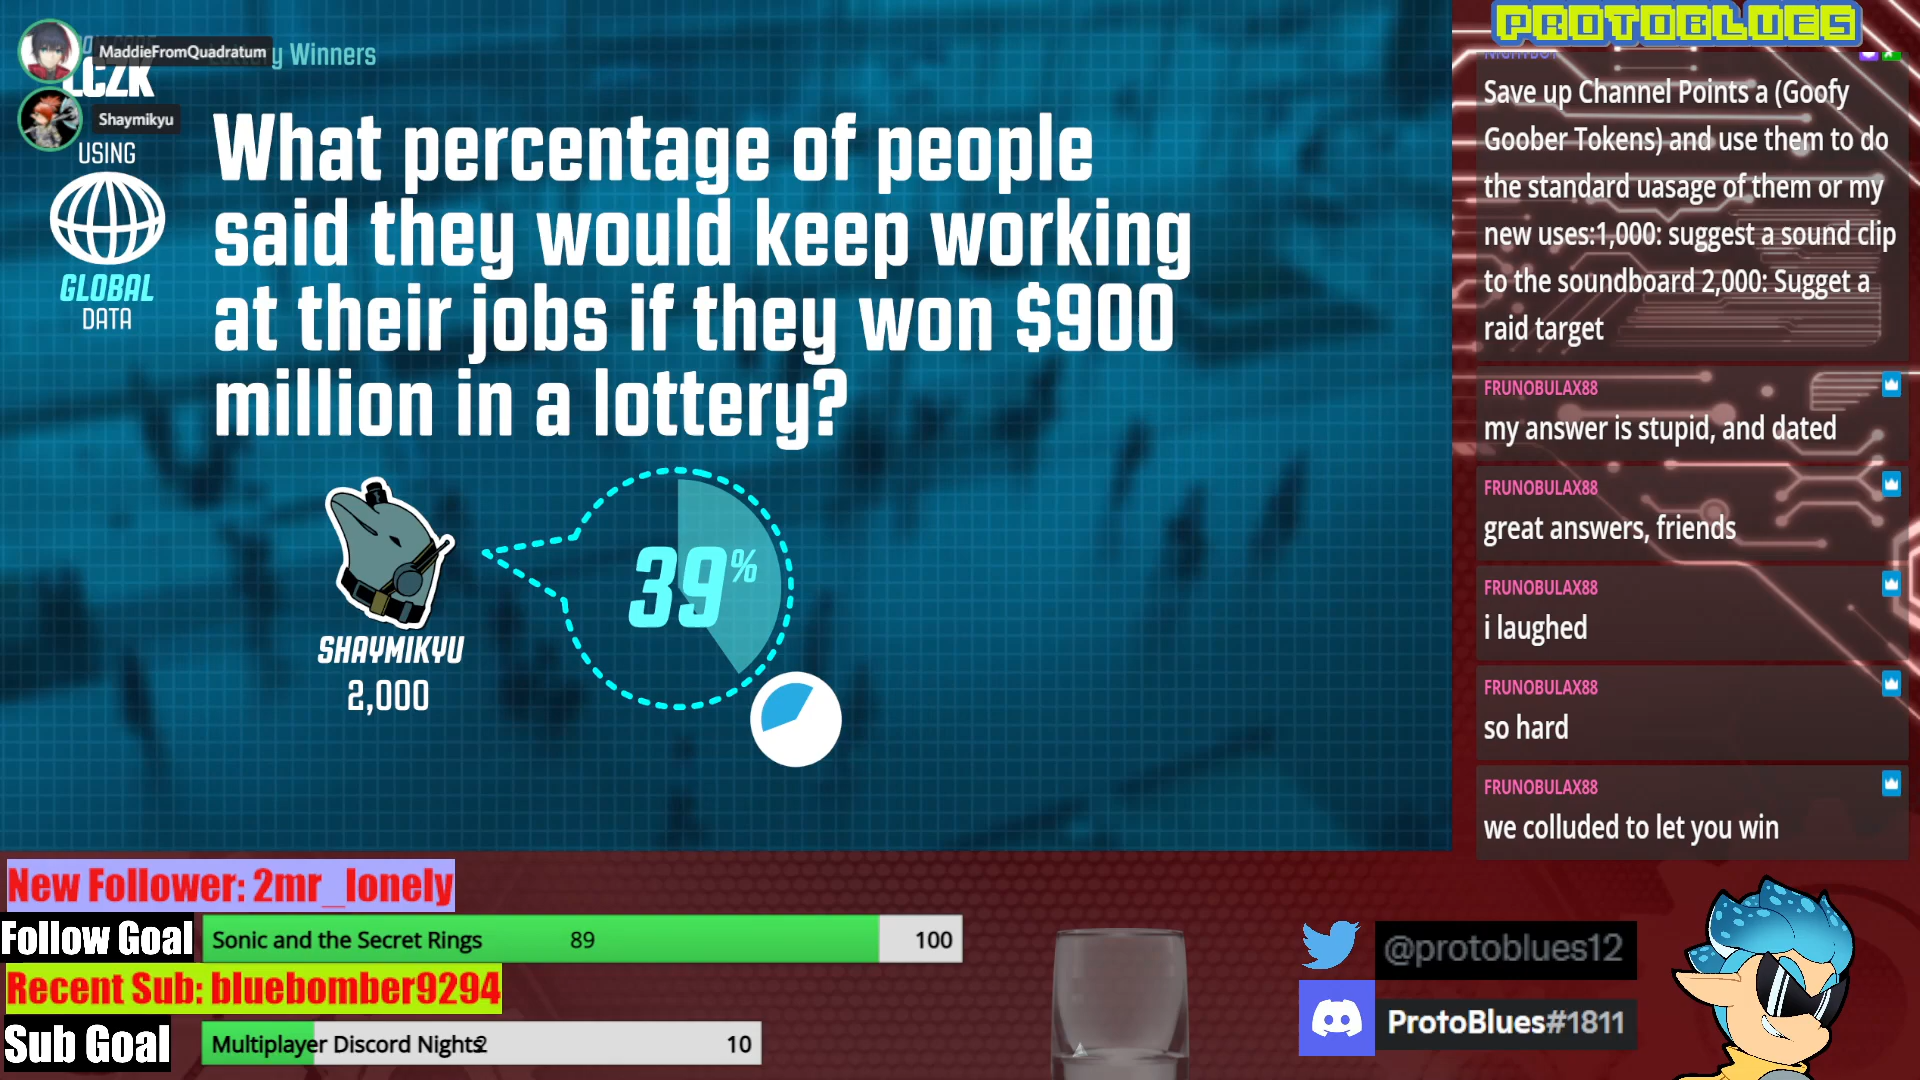 MaddieFromQuadratum
y Winners
LCZK
Shaymikyu
USING
GLOBAL
DATA
What percentage of people
said they would keep working
at their jobs if they won $900
million in a lottery?
39%
SHAYMIKYU
2,000
PROTOBLUES
NIGHTBOT
Save up Channel Points a (Goofy
Goober Tokens) and use them to do
the standard uasage of them or my
new uses:1,000: suggest a sound clip
to the soundboard 2,000: Sugget a
raid target
FRUNOBULAX88
my answer is stupid, and dated
FRUNOBULAX88
great answers, friends
FRUNOBULAX88
i laughed
FRUNOBULAX88
so hard
FRUNOBULAX88
we colluded to let you win
New Follower: 2mr_lonely
Follow Goal
Sonic and the Secret Rings 89 100
Recent Sub: bluebomber9294
Sub Goal
Multiplayer Discord Nights 2 10
@protoblues12
ProtoBlues#1811